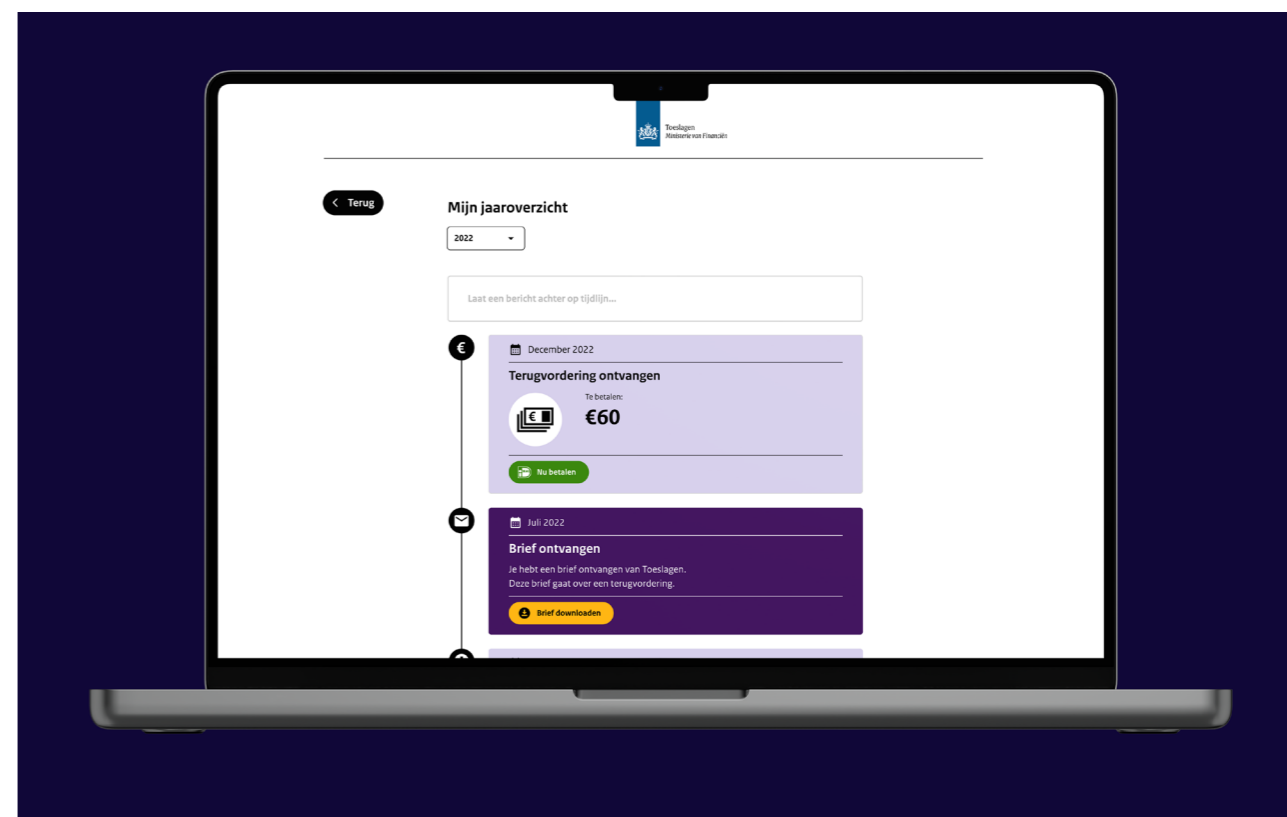 Toeslagen
Ministerie van Financiën
Terug
Mijn jaaroverzicht
2022
Laat een bericht achter op tijdlijn...
€
December 2022
Terugvordering ontvangen
Te betalen:
€
€60
Nu betalen
Juli 2022
Brief ontvangen
Je hebt een brief ontvangen van Toeslagen.
Deze brief gaat over een terugvordering.
Brief downloaden